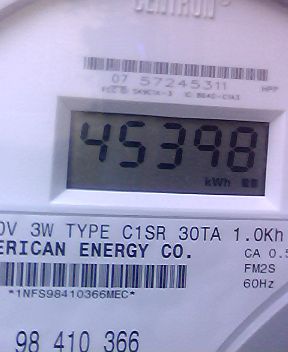 CENTRON
07 57245311
45398
kWh
0V 3W TYPE C1SR 30TA 1.0Kh
ERICAN ENERGY CO.
CA 0.5
FM2S
60Hz
*1NFS98410366MEC*
98 410 366